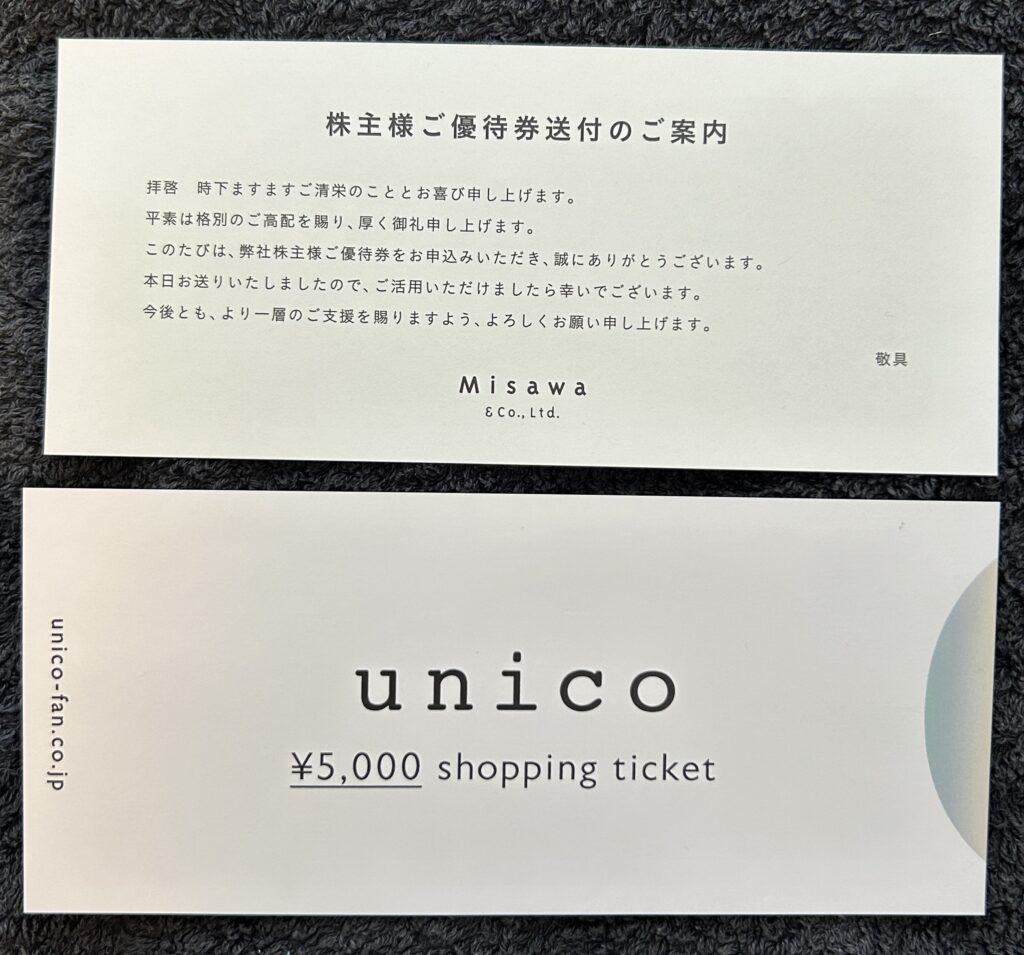 株主様ご優待券送付のご案内
拝啓　時下ますますご清栄のこととお喜び申し上げます。
平素は格別のご高配を賜り、厚く御礼申し上げます。
このたびは、弊社株主様ご優待券をお申込みいただき、誠にありがとうございます。
本日お送りいたしましたので、ご活用いただけましたら幸いでございます。
今後とも、より一層のご支援を賜りますよう、よろしくお願い申し上げます。
敬具
Misawa
&Co.,Ltd.
unico-fan.co.jp
unico
¥5,000 shopping ticket